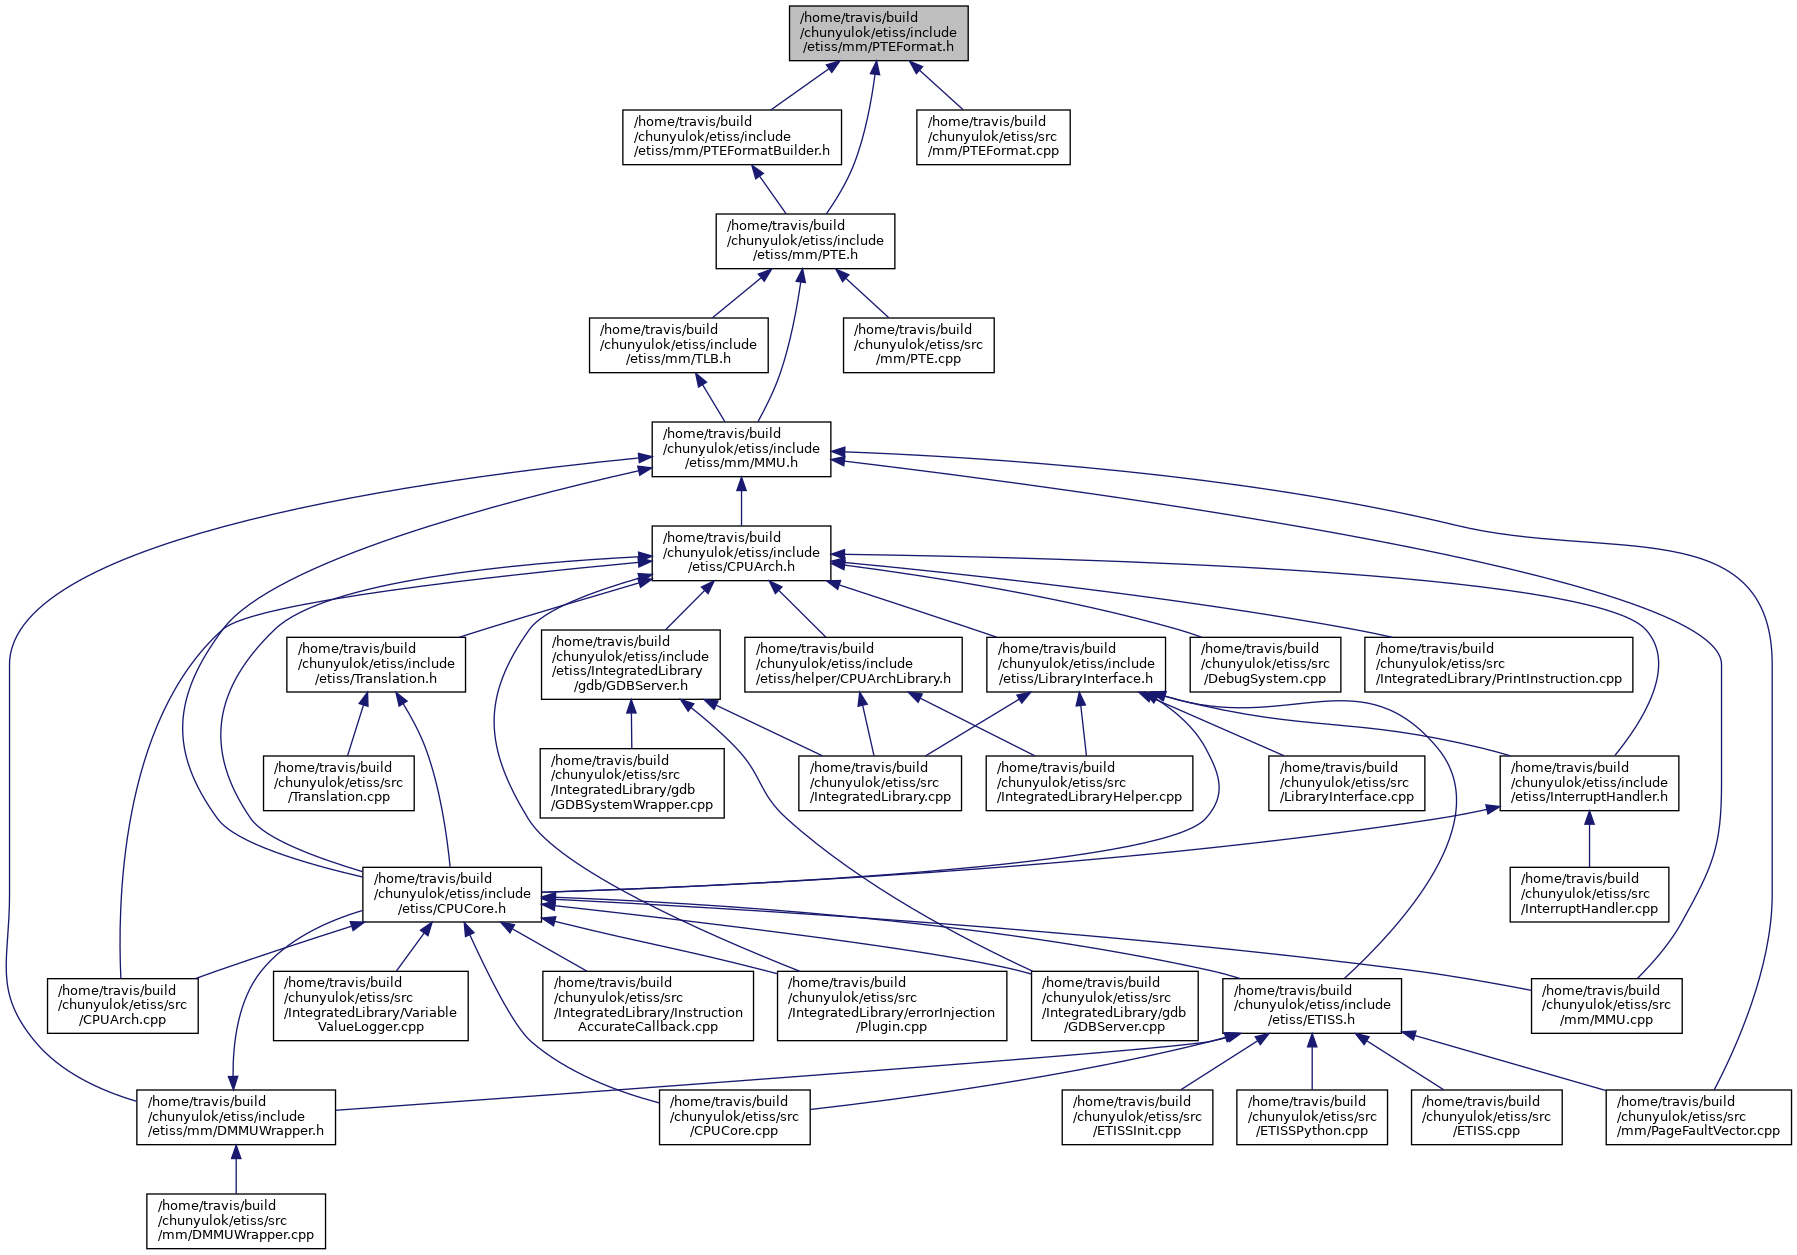 /home/travis/build
/chunyulok/etiss/include
/etiss/mm/PTEFormat.h
/home/travis/build
/chunyulok/etiss/include
/etiss/mm/PTEFormatBuilder.h
/home/travis/build
/chunyulok/etiss/src
/mm/PTEFormat.cpp
/home/travis/build
/chunyulok/etiss/include
/etiss/mm/PTE.h
/home/travis/build
/chunyulok/etiss/include
/etiss/mm/TLB.h
/home/travis/build
/chunyulok/etiss/src
/mm/PTE.cpp
/home/travis/build
/chunyulok/etiss/include
/etiss/mm/MMU.h
/home/travis/build
/chunyulok/etiss/include
/etiss/CPUArch.h
/home/travis/build
/chunyulok/etiss/include
/etiss/Translation.h
/home/travis/build
/chunyulok/etiss/include
/etiss/IntegratedLibrary
/gdb/GDBServer.h
/home/travis/build
/chunyulok/etiss/include
/etiss/helper/CPUArchLibrary.h
/home/travis/build
/chunyulok/etiss/include
/etiss/LibraryInterface.h
/home/travis/build
/chunyulok/etiss/src
/DebugSystem.cpp
/home/travis/build
/chunyulok/etiss/src
/IntegratedLibrary/PrintInstruction.cpp
/home/travis/build
/chunyulok/etiss/src
/Translation.cpp
/home/travis/build
/chunyulok/etiss/src
/IntegratedLibrary/gdb
/GDBSystemWrapper.cpp
/home/travis/build
/chunyulok/etiss/src
/IntegratedLibrary.cpp
/home/travis/build
/chunyulok/etiss/src
/IntegratedLibraryHelper.cpp
/home/travis/build
/chunyulok/etiss/src
/LibraryInterface.cpp
/home/travis/build
/chunyulok/etiss/include
/etiss/InterruptHandler.h
/home/travis/build
/chunyulok/etiss/include
/etiss/CPUCore.h
/home/travis/build
/chunyulok/etiss/src
/InterruptHandler.cpp
/home/travis/build
/chunyulok/etiss/src
/CPUArch.cpp
/home/travis/build
/chunyulok/etiss/src
/IntegratedLibrary/Variable
ValueLogger.cpp
/home/travis/build
/chunyulok/etiss/src
/IntegratedLibrary/Instruction
AccurateCallback.cpp
/home/travis/build
/chunyulok/etiss/src
/IntegratedLibrary/errorInjection
/Plugin.cpp
/home/travis/build
/chunyulok/etiss/src
/IntegratedLibrary/gdb
/GDBServer.cpp
/home/travis/build
/chunyulok/etiss/include
/etiss/ETISS.h
/home/travis/build
/chunyulok/etiss/src
/mm/MMU.cpp
/home/travis/build
/chunyulok/etiss/include
/etiss/mm/DMMUWrapper.h
/home/travis/build
/chunyulok/etiss/src
/CPUCore.cpp
/home/travis/build
/chunyulok/etiss/src
/ETISSInit.cpp
/home/travis/build
/chunyulok/etiss/src
/ETISSPython.cpp
/home/travis/build
/chunyulok/etiss/src
/ETISS.cpp
/home/travis/build
/chunyulok/etiss/src
/mm/PageFaultVector.cpp
/home/travis/build
/chunyulok/etiss/src
/mm/DMMUWrapper.cpp